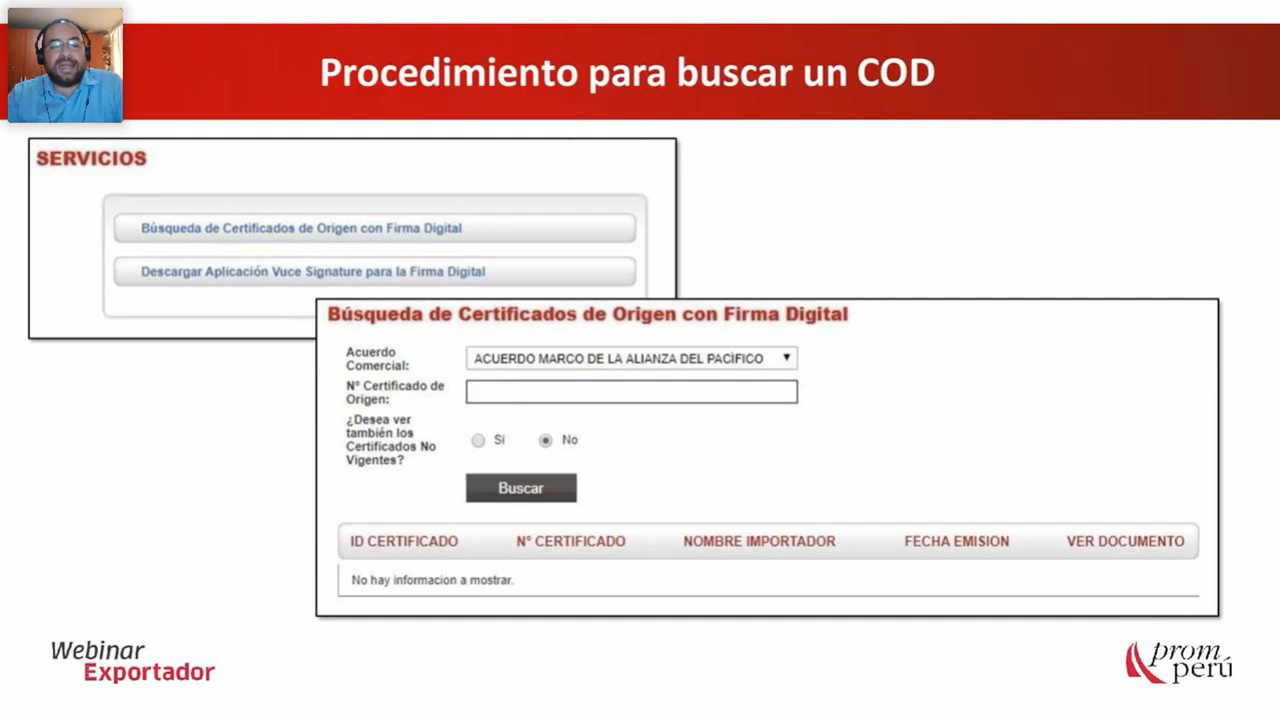 Procedimiento para buscar un COD
SERVICIOS
Búsqueda de Certificados de Origen con Firma Digital
Descargar Aplicación Vuce Signature para la Firma Digital
Búsqueda de Certificados de Origen con Firma Digital
Acuerdo
Comercial:
ACUERDO MARCO DE LA ALIANZA DEL PACÍFICO
N° Certificado de
Origen:
¿Desea ver
también los
Certificados No
Vigentes?
Si
No
Buscar
ID CERTIFICADO N° CERTIFICADO NOMBRE IMPORTADOR FECHA EMISION VER DOCUMENTO
No hay informacion a mostrar.
Webinar
Exportador
prom
perú